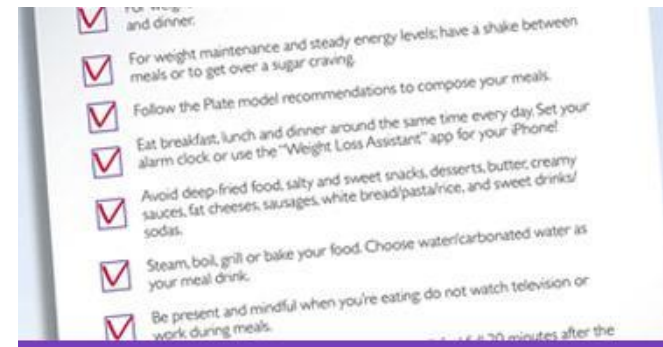 and dinner.
For weight maintenance and steady energy levels; have a shake between
meals or to get over a sugar craving.
Follow the Plate model recommendations to compose your meals.
Eat breakfast, lunch and dinner around the same time every day. Set your
alarm clock or use the "Weight Loss Assistant" app for your iPhone!
Avoid deep-fried food, salty and sweet snacks, desserts, butter, creamy
sauces, fat cheeses, sausages, white bread/pasta/rice, and sweet drinks/
sodas.
Steam, boil, grill or bake your food. Choose water/carbonated water as
your meal drink.
Be present and mindful when you're eating: do not watch television or
work during meals.
20 minutes after the